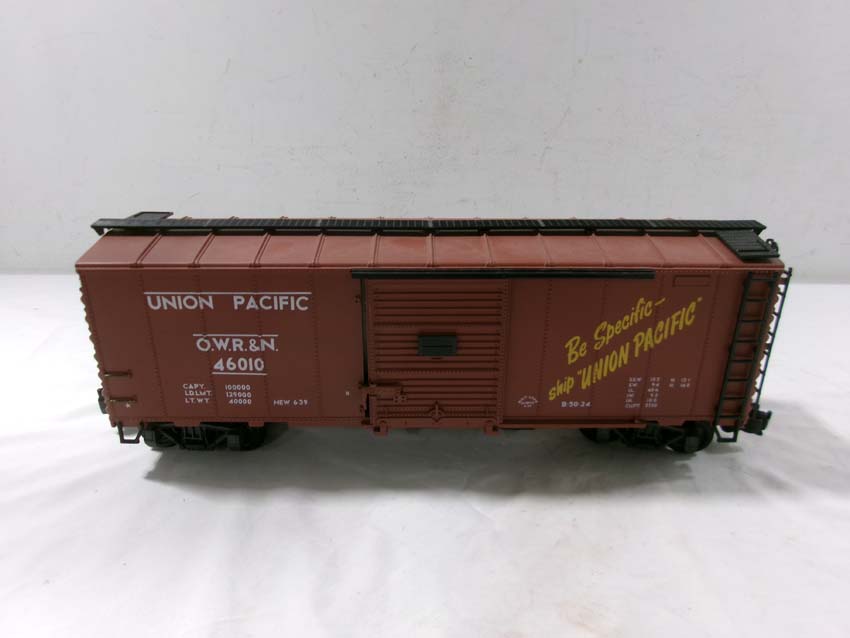 UNION PACIFIC
O.W.R.&N.
46010
CAPY. 100000
LD.LMT. 129000
LT.WT. 40000 NEW 6-39
Be Specific—
ship "UNION PACIFIC"
B-50-24